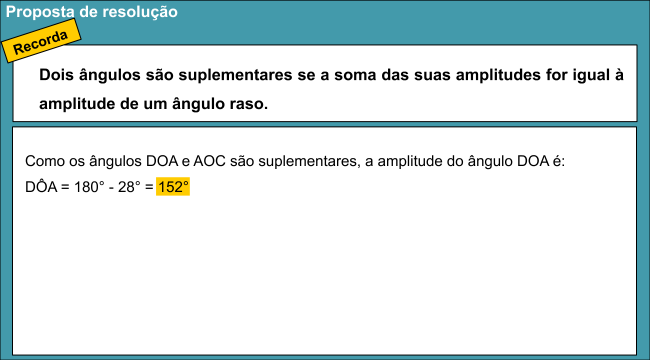 Proposta de resolução
Recorda
Dois ângulos são suplementares se a soma das suas amplitudes for igual à
amplitude de um ângulo raso.
Como os ângulos DOA e AOC são suplementares, a amplitude do ângulo DOA é:
DÔA = 180° - 28° = 152°